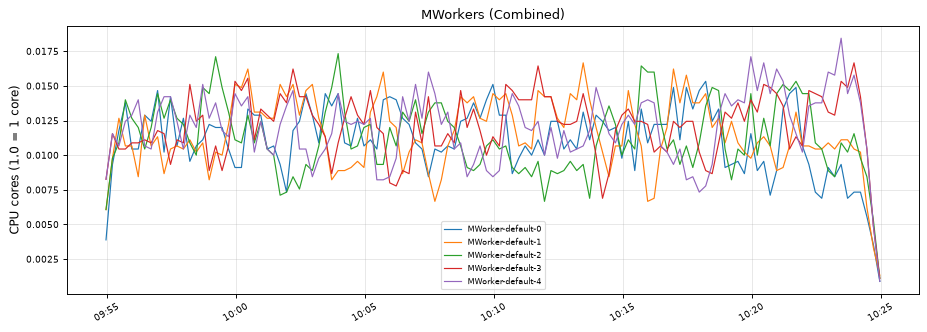 MWorkers (Combined)
CPU cores (1.0 = 1 core)
0.0175
0.0150
0.0125
0.0100
0.0075
0.0050
0.0025
MWorker-default-0
MWorker-default-1
MWorker-default-2
MWorker-default-3
MWorker-default-4
09:55
10:00
10:05
10:10
10:15
10:20
10:25